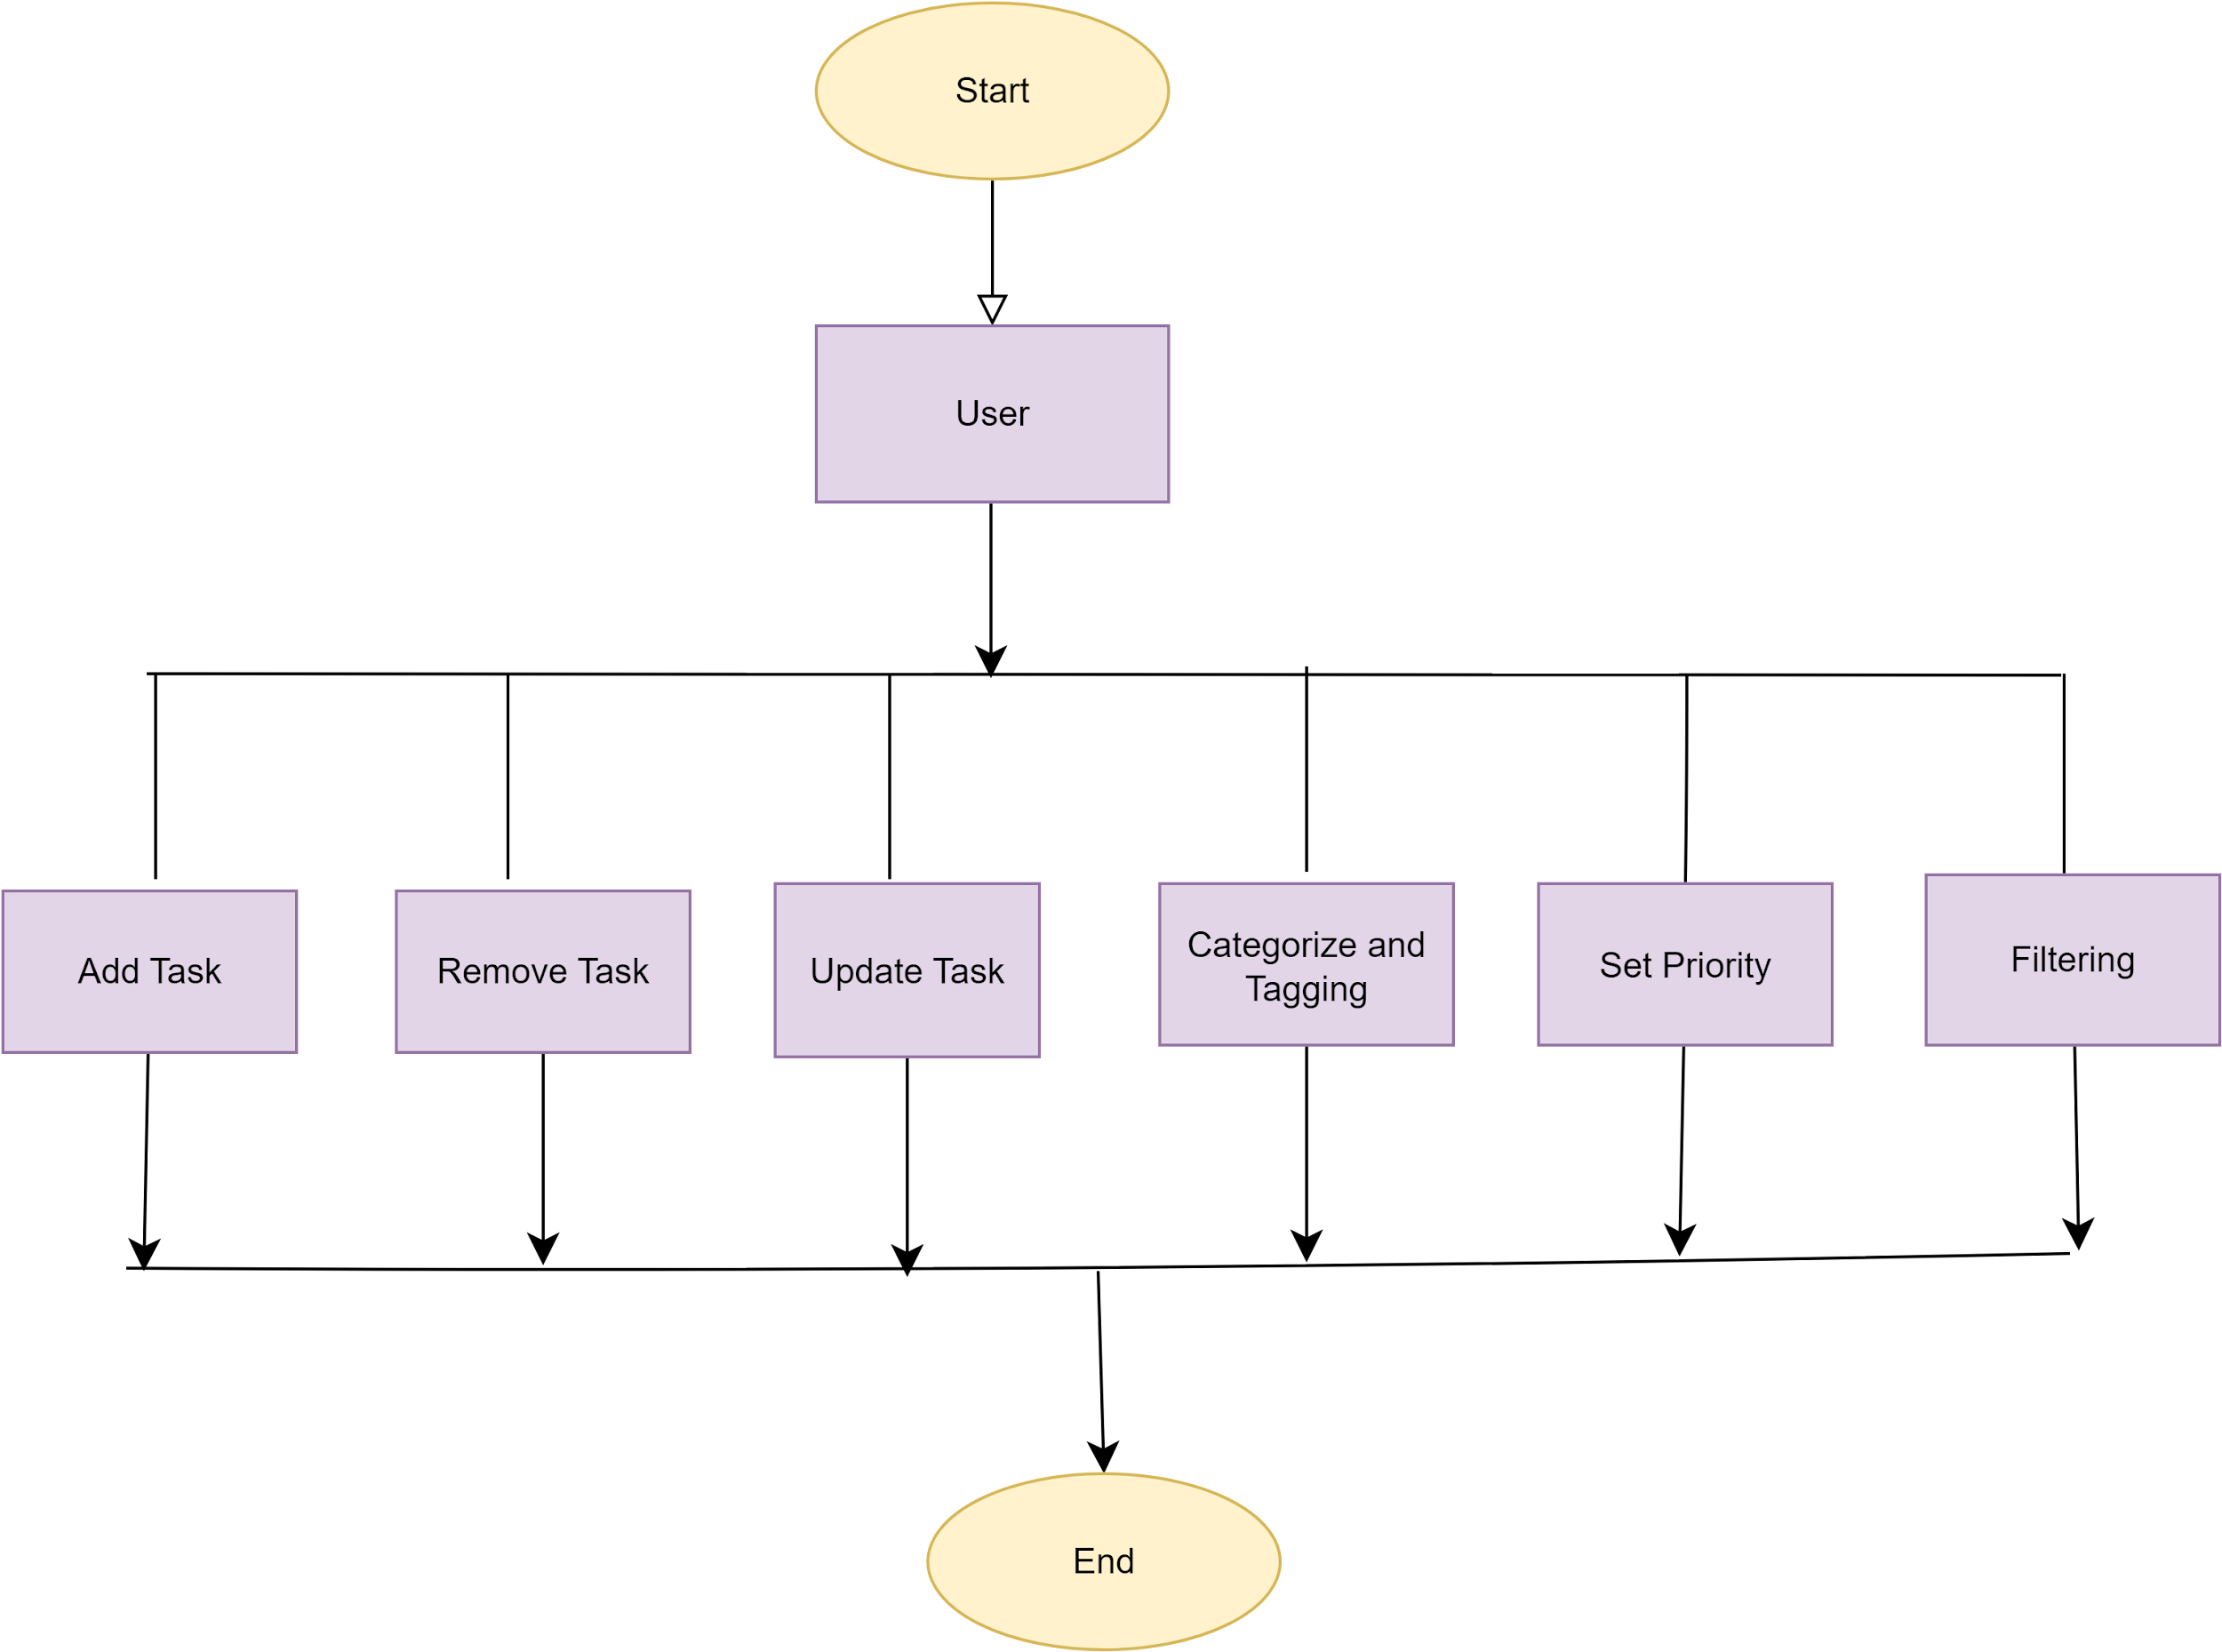 Start
User
Add Task
Remove Task
Update Task
Categorize and
Tagging
Set Priority
Filtering
End